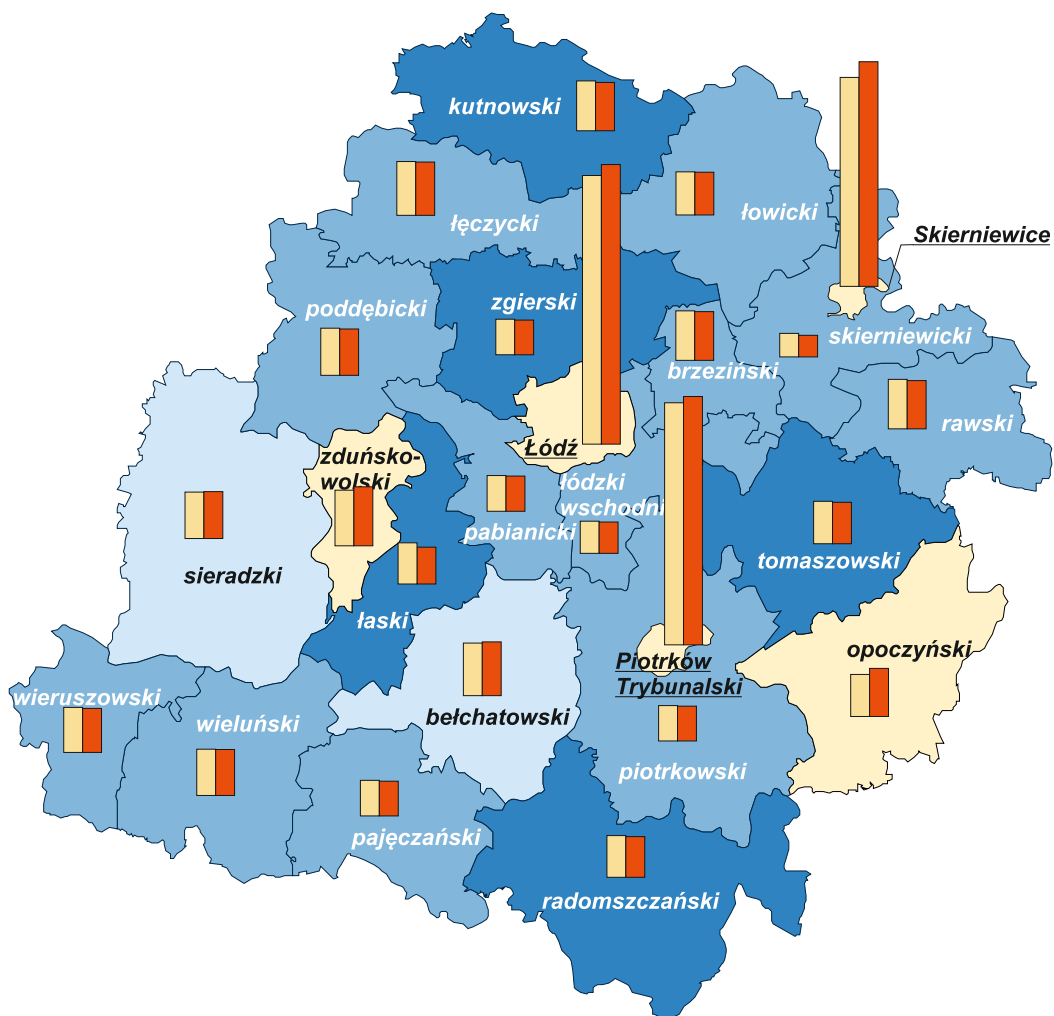 kutnowski
łęczycki
łowicki
Skierniewice
poddębicki
zgierski
skierniewicki
brzeziński
rawski
Łódź
zduńsko-
wolski
łódzki
wschodni
pabianicki
tomaszowski
sieradzki
łaski
opoczyński
Piotrków
Trybunalski
wieruszowski
wieluński
bełchatowski
piotrkowski
pajęczański
radomszczański